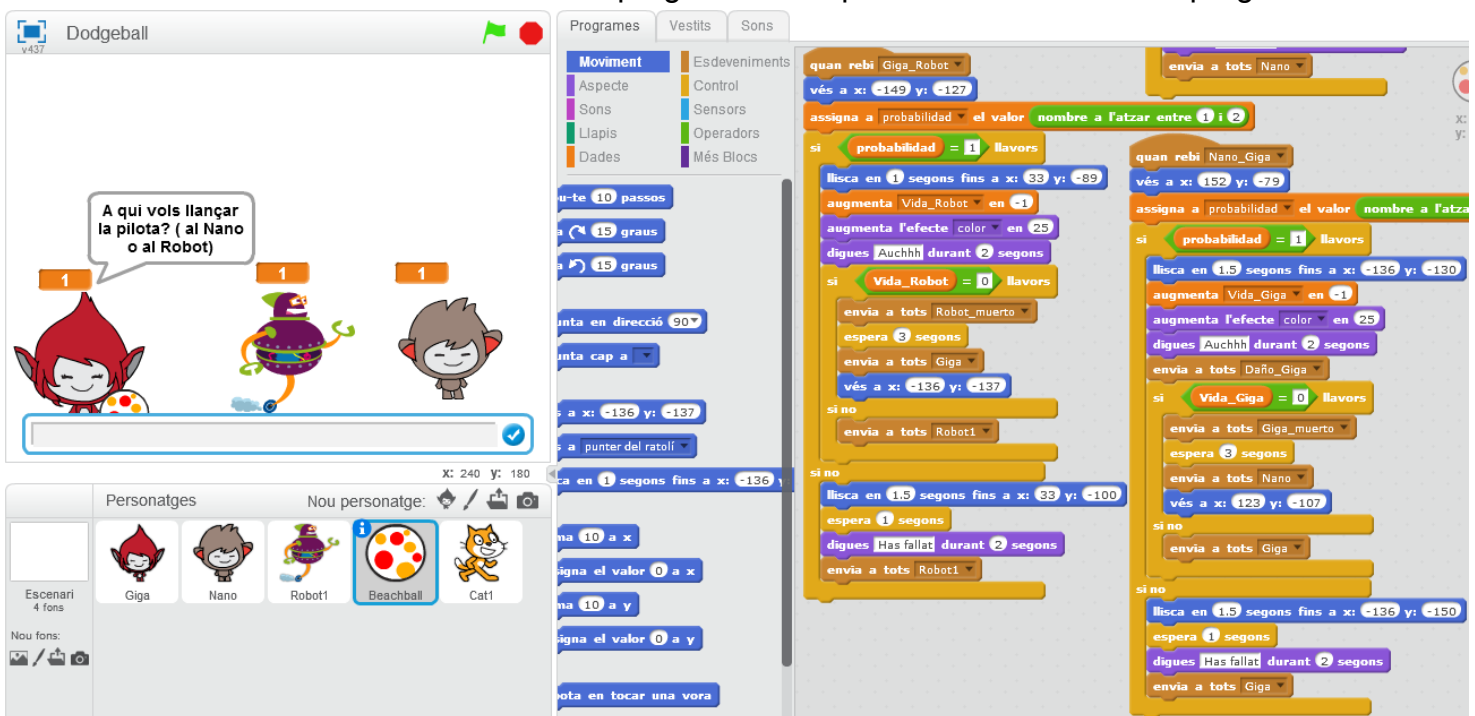 v437
Dodgeball
A qui vols llançar
la pilota? ( al Nano
o al Robot)
1
1
1
x: 240 y: 180
Personatges
Nou personatge:
Escenari
4 fons
Nou fons:
Giga
Nano
Robot1
Beachball
Cat1
Programes
Vestits
Sons
Moviment
Esdeveniments
Aspecte
Control
Sons
Sensors
Llapis
Operadors
Dades
Més Blocs
u-te 10 passos
a 15 graus
a 15 graus
unta en direcció 90
unta cap a
s a x: -136 y: -137
s a punter del ratolí
ca en 1 segons fins a x: -136 y
ma 10 a x
signa el valor 0 a x
ma 10 a y
signa el valor 0 a y
bota en tocar una vora
quan rebi Giga_Robot
vés a x: -149 y: -127
assigna a probabilidad el valor nombre a l'atzar entre 1 i 2
si probabilidad = 1 llavors
llisca en 1 segons fins a x: 33 y: -89
augmenta Vida_Robot en -1
augmenta l'efecte color en 25
digues Auchhh durant 2 segons
si Vida_Robot = 0 llavors
envia a tots Robot_muerto
espera 3 segons
envia a tots Giga
vés a x: -136 y: -137
si no
envia a tots Robot1
si no
llisca en 1.5 segons fins a x: 33 y: -100
espera 1 segons
digues Has fallat durant 2 segons
envia a tots Robot1
envia a tots Nano
x:
y:
quan rebi Nano_Giga
vés a x: 152 y: -79
assigna a probabilidad el valor nombre a l'atza
si probabilidad = 1 llavors
llisca en 1.5 segons fins a x: -136 y: -130
augmenta Vida_Giga en -1
augmenta l'efecte color en 25
digues Auchhh durant 2 segons
envia a tots Daño_Giga
si Vida_Giga = 0 llavors
envia a tots Giga_muerto
espera 3 segons
envia a tots Nano
vés a x: 123 y: -107
si no
envia a tots Giga
si no
llisca en 1.5 segons fins a x: -136 y: -150
espera 1 segons
digues Has fallat durant 2 segons
envia a tots Giga